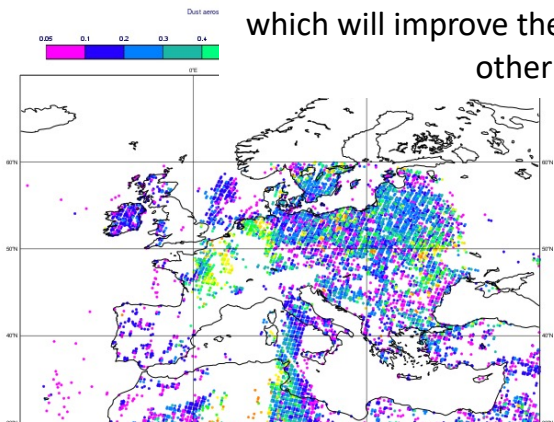 which will improve the
other
Dust aeros
0.05 0.1 0.2 0.3 0.4
0°E
60°N 60°N
50°N 50°N
40°N 40°N